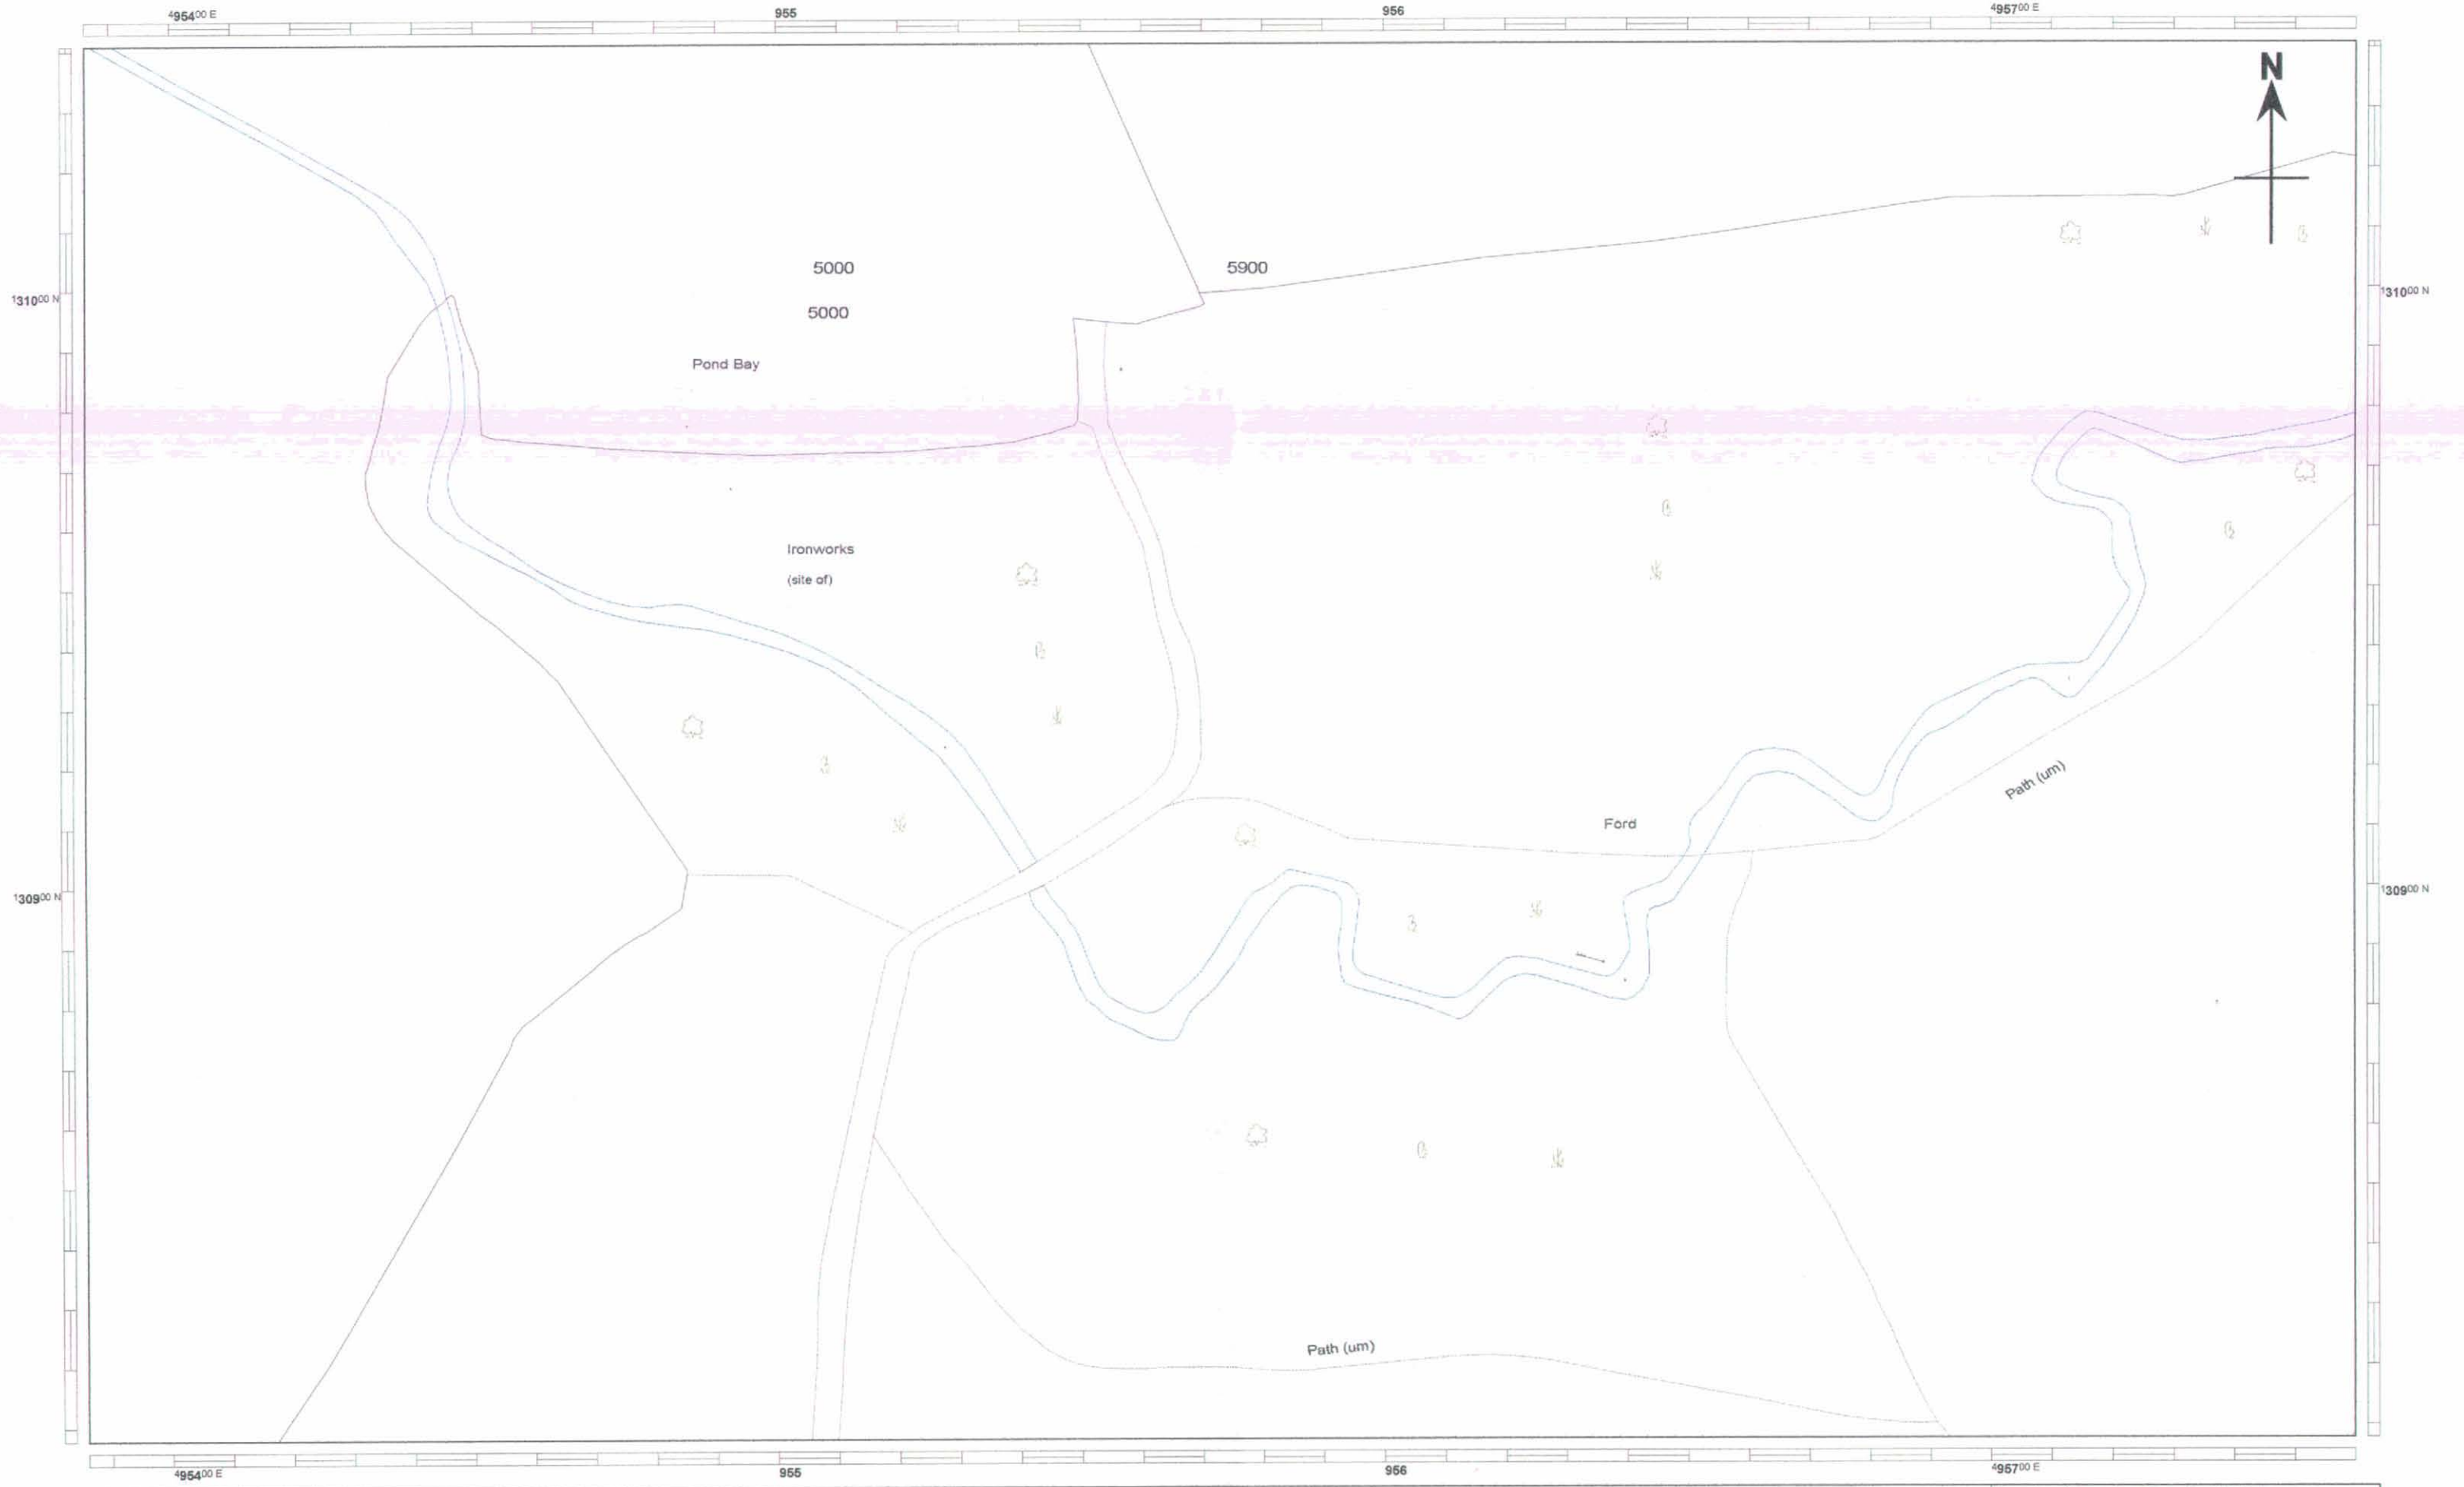 495400 E
955
956
495700 E
N
5000
5900
131000 N
131000 N
5000
Pond Bay
Ironworks
(site of)
Path (um)
Ford
130900 N
130900 N
Path (um)
495400 E
955
956
495700 E